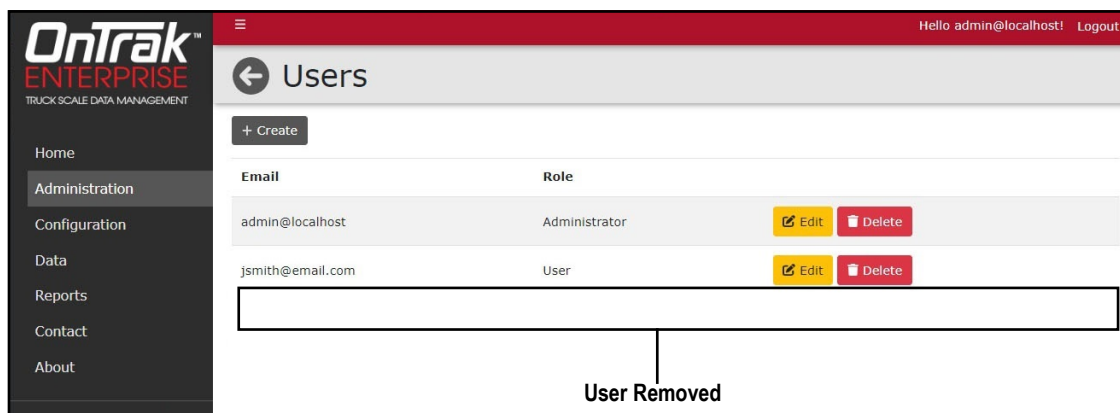 OnTrak™
ENTERPRISE
TRUCK SCALE DATA MANAGEMENT
Home
Administration
Configuration
Data
Reports
Contact
About
☰ Hello admin@localhost! Logout
Users
+ Create
Email Role
admin@localhost Administrator Edit Delete
jsmith@email.com User Edit Delete
User Removed